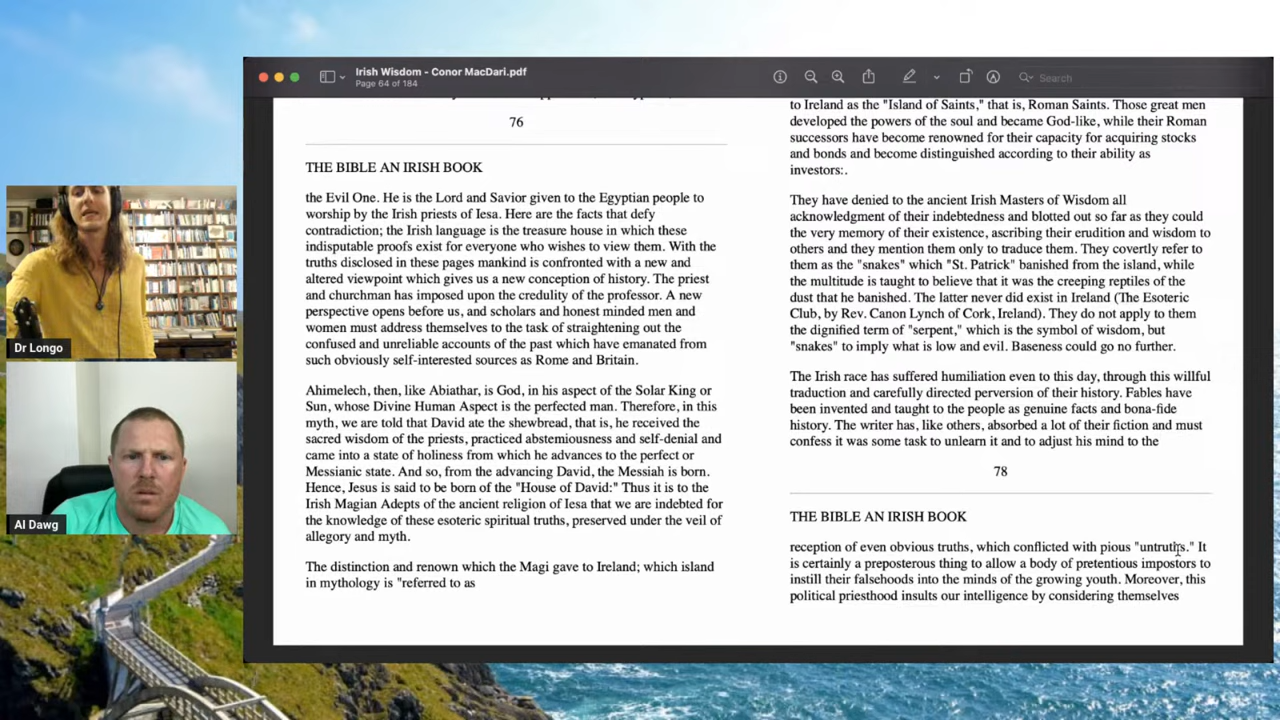 Irish Wisdom - Conor MacDari.pdf
Page 64 of 184
Search
76
THE BIBLE AN IRISH BOOK
the Evil One. He is the Lord and Savior given to the Egyptian people to
worship by the Irish priests of Iesa. Here are the facts that defy
contradiction; the Irish language is the treasure house in which these
indisputable proofs exist for everyone who wishes to view them. With the
truths disclosed in these pages mankind is confronted with a new and
altered viewpoint which gives us a new conception of history. The priest
and churchman has imposed upon the credulity of the professor. A new
perspective opens before us, and scholars and honest minded men and
women must address themselves to the task of straightening out the
confused and unreliable accounts of the past which have emanated from
such obviously self-interested sources as Rome and Britain.
Ahimelech, then, like Abiathar, is God, in his aspect of the Solar King or
Sun, whose Divine Human Aspect is the perfected man. Therefore, in this
myth, we are told that David ate the shewbread, that is, he received the
sacred wisdom of the priests, practiced abstemiousness and self-denial and
came into a state of holiness from which he advances to the perfect or
Messianic state. And so, from the advancing David, the Messiah is born.
Hence, Jesus is said to be born of the "House of David:" Thus it is to the
Irish Magian Adepts of the ancient religion of Iesa that we are indebted for
the knowledge of these esoteric spiritual truths, preserved under the veil of
allegory and myth.
The distinction and renown which the Magi gave to Ireland; which island
in mythology is "referred to as
to Ireland as the "Island of Saints," that is, Roman Saints. Those great men
developed the powers of the soul and became God-like, while their Roman
successors have become renowned for their capacity for acquiring stocks
and bonds and become distinguished according to their ability as
investors:.
They have denied to the ancient Irish Masters of Wisdom all
acknowledgment of their indebtedness and blotted out so far as they could
the very memory of their existence, ascribing their erudition and wisdom to
others and they mention them only to traduce them. They covertly refer to
them as the "snakes" which "St. Patrick" banished from the island, while
the multitude is taught to believe that it was the creeping reptiles of the
dust that he banished. The latter never did exist in Ireland (The Esoteric
Club, by Rev. Canon Lynch of Cork, Ireland). They do not apply to them
the dignified term of "serpent," which is the symbol of wisdom, but
"snakes" to imply what is low and evil. Baseness could go no further.
The Irish race has suffered humiliation even to this day, through this willful
traduction and carefully directed perversion of their history. Fables have
been invented and taught to the people as genuine facts and bona-fide
history. The writer has, like others, absorbed a lot of their fiction and must
confess it was some task to unlearn it and to adjust his mind to the
78
THE BIBLE AN IRISH BOOK
reception of even obvious truths, which conflicted with pious "untruths." It
is certainly a preposterous thing to allow a body of pretentious impostors to
instill their falsehoods into the minds of the growing youth. Moreover, this
political priesthood insults our intelligence by considering themselves
Dr Longo
Al Dawg